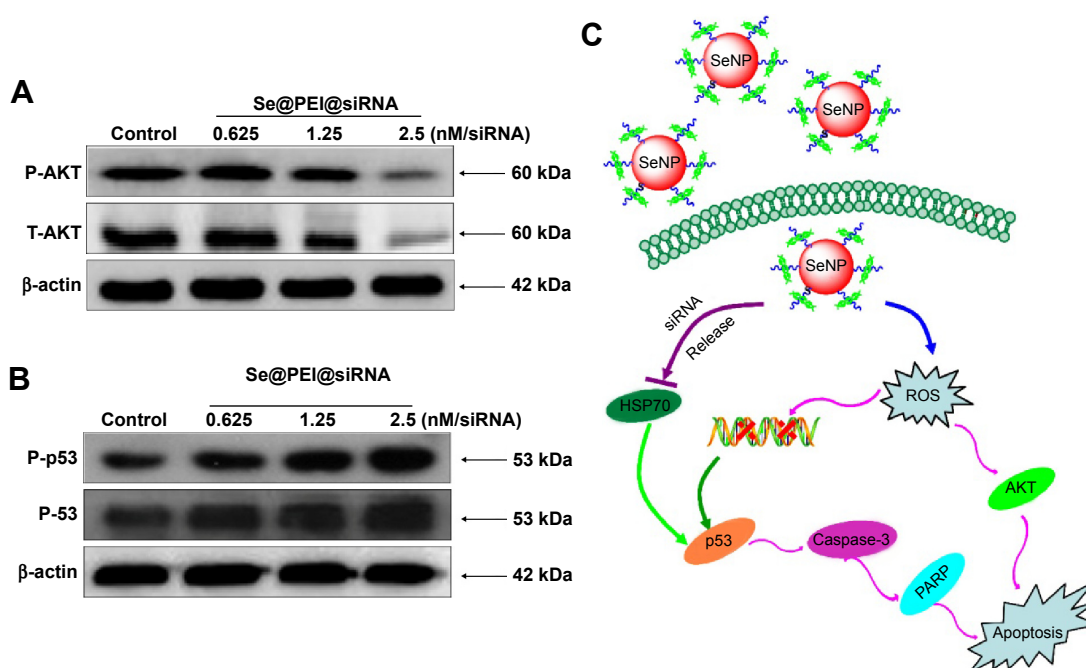 A
Se@PEI@siRNA
Control 0.625 1.25 2.5 (nM/siRNA)
P-AKT 60 kDa
T-AKT 60 kDa
β-actin 42 kDa
B
Se@PEI@siRNA
Control 0.625 1.25 2.5 (nM/siRNA)
P-p53 53 kDa
P-53 53 kDa
β-actin 42 kDa
C
SeNP
SeNP
SeNP
SeNP
siRNA
Release
HSP70
ROS
AKT
p53
Caspase-3
PARP
Apoptosis